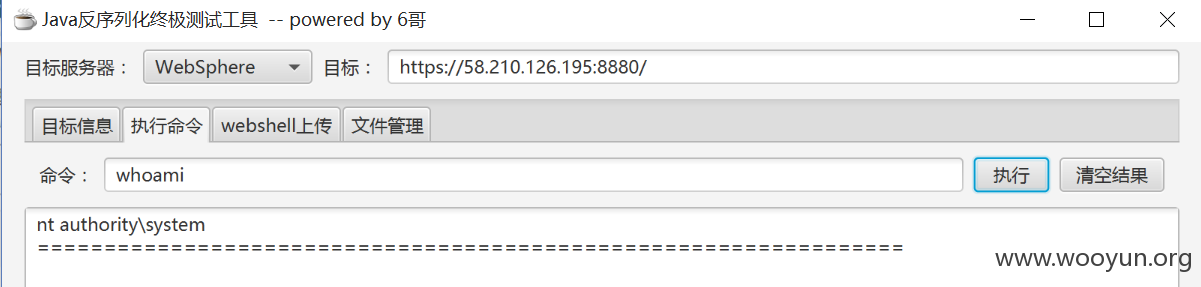 Java反序列化终极测试工具 -- powered by 6哥
目标服务器： WebSphere 目标： https://58.210.126.195:8880/
目标信息 执行命令 webshell上传 文件管理
命令： whoami 执行 清空结果
nt authority\system
=================================================================
www.wooyun.org